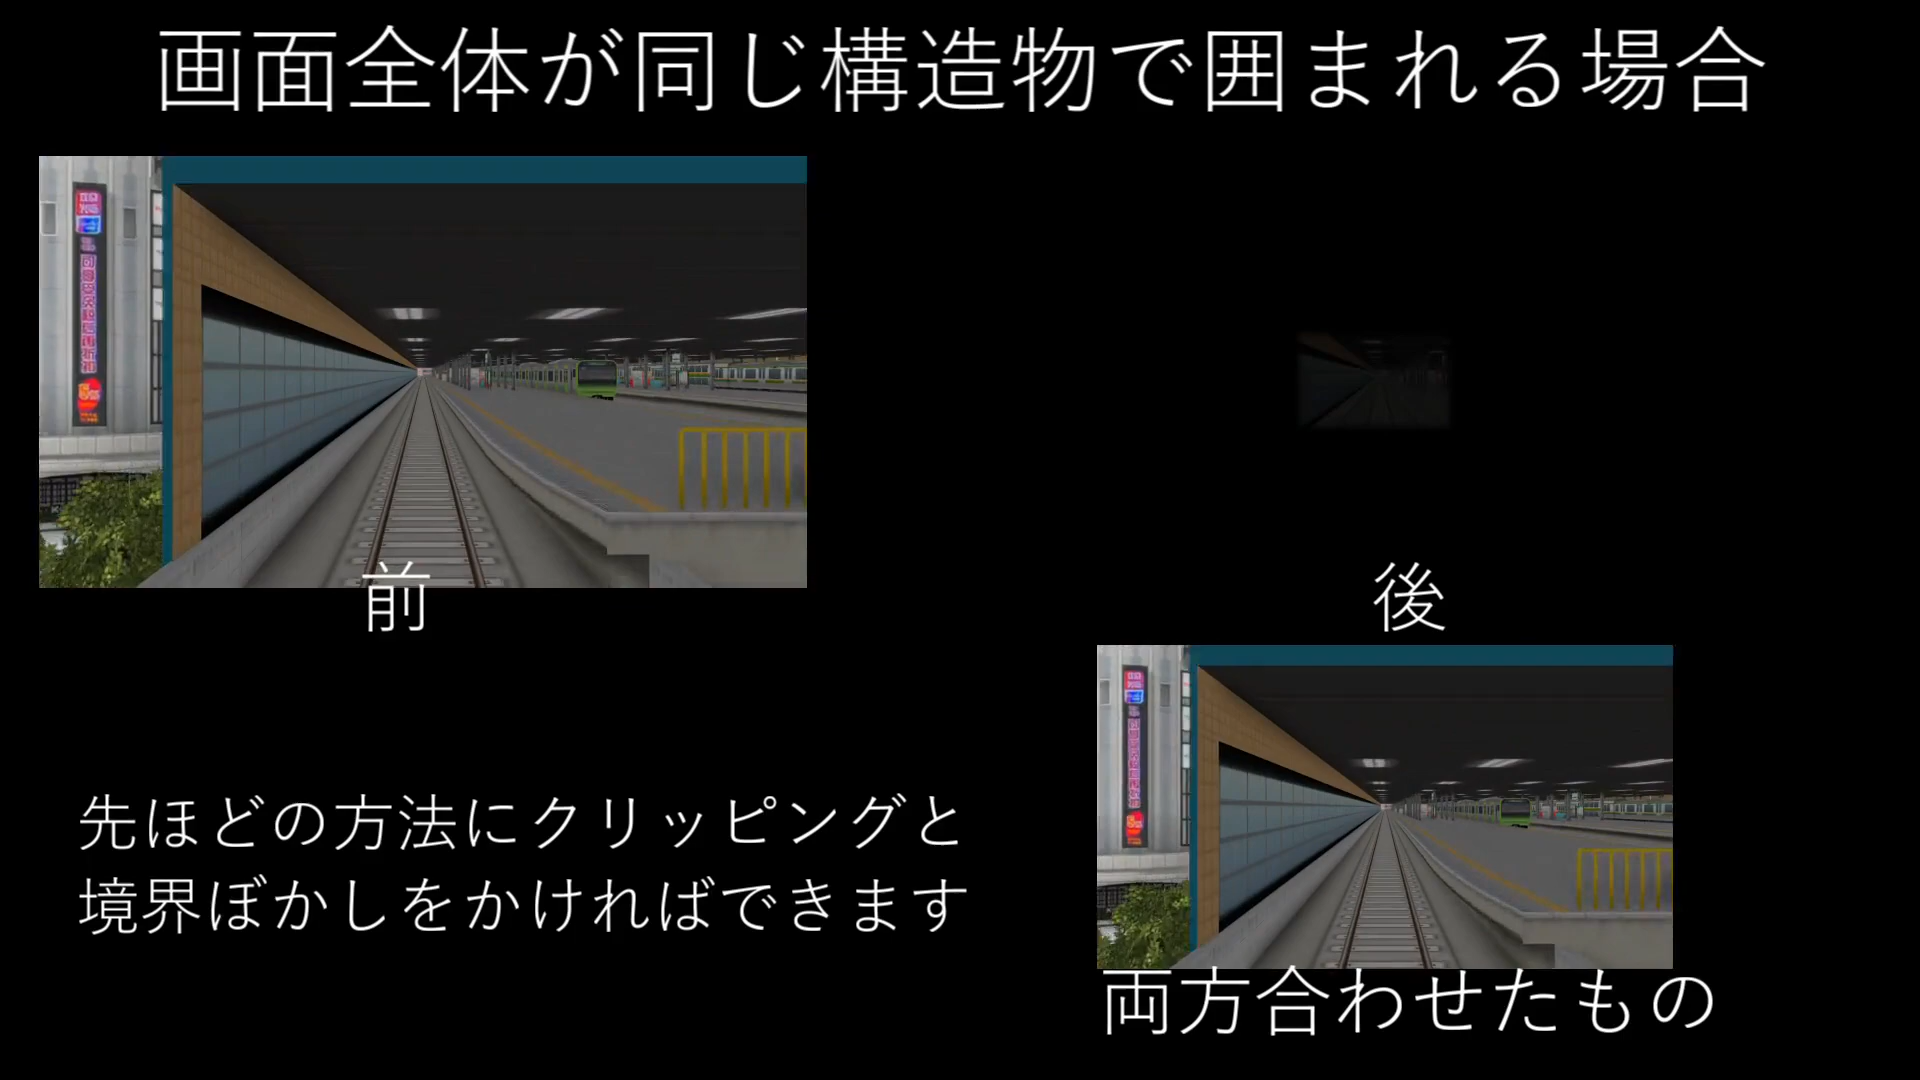 画面全体が同じ構造物で囲まれる場合
前
後
先ほどの方法にクリッピングと
境界ぼかしをかければできます
両方合わせたもの